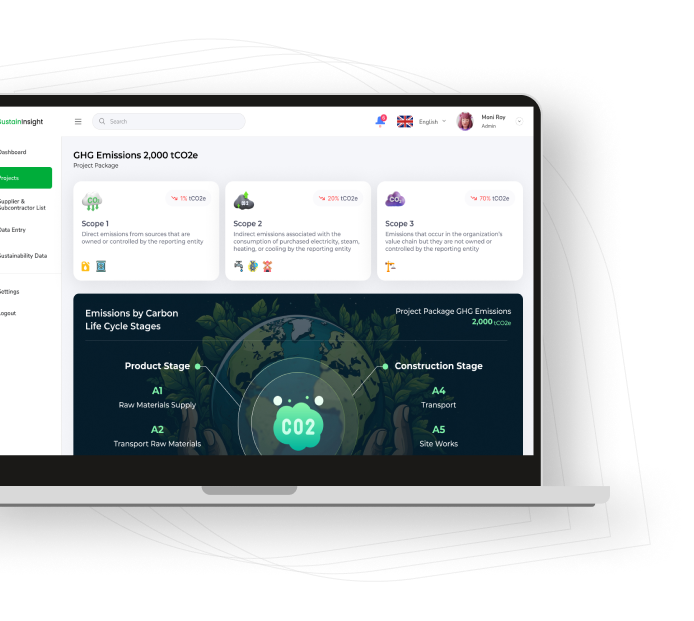 SustainInsight
Search
English
Moni Roy
Admin
Dashboard
Projects
Supplier &
Subcontractor List
Data Entry
Sustainability Data
Settings
Logout
GHG Emissions 2,000 tCO2e
Project Package
1% tCO2e
Scope 1
Direct emissions from sources that are
owned or controlled by the reporting entity
20% tCO2e
Scope 2
Indirect emissions associated with the
consumption of purchased electricity, steam,
heating, or cooling by the reporting entity
70% tCO2e
Scope 3
Emissions that occur in the organization's
value chain but they are not owned or
controlled by the reporting entity
Emissions by Carbon
Life Cycle Stages
Project Package GHG Emissions
2,000 tCO2e
Product Stage
A1
Raw Materials Supply
A2
Transport Raw Materials
CO2
Construction Stage
A4
Transport
A5
Site Works